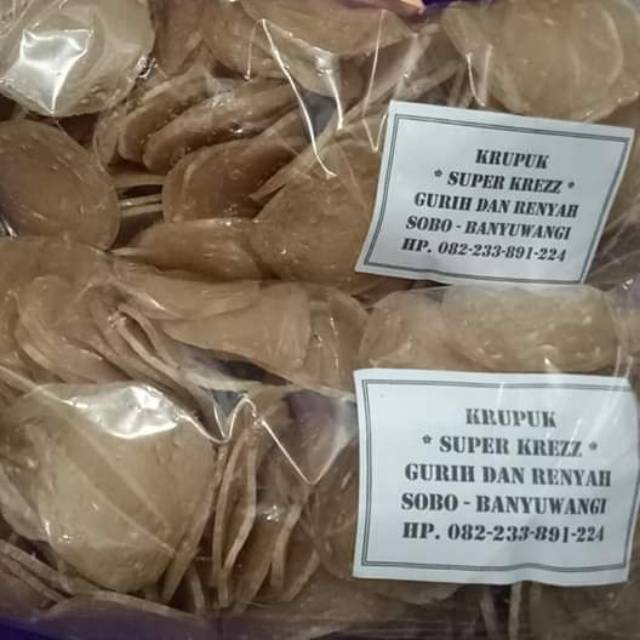 KRUPUK
* SUPER KREZZ *
GURIH DAN RENYAH
SOBO - BANYUWANGI
HP. 082-233-891-224
KRUPUK
* SUPER KREZZ *
GURIH DAN RENYAH
SOBO - BANYUWANGI
HP. 082-233-891-224